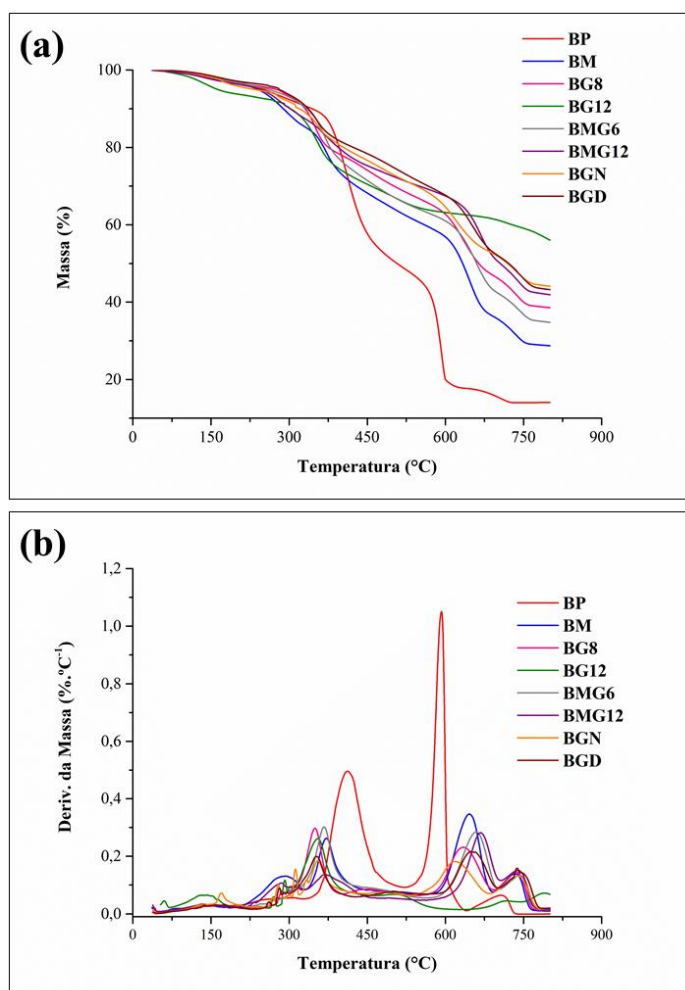 (a)
BP
BM
BG8
BG12
BMG6
BMG12
BGN
BGD
100
80
60
40
20
Massa (%)
0
150
300
450
600
750
900
Temperatura (°C)
(b)
1,2
1,0
0,8
0,6
0,4
0,2
0,0
Deriv. da Massa (%.ºC⁻¹)
BP
BM
BG8
BG12
BMG6
BMG12
BGN
BGD
0
150
300
450
600
750
900
Temperatura (°C)